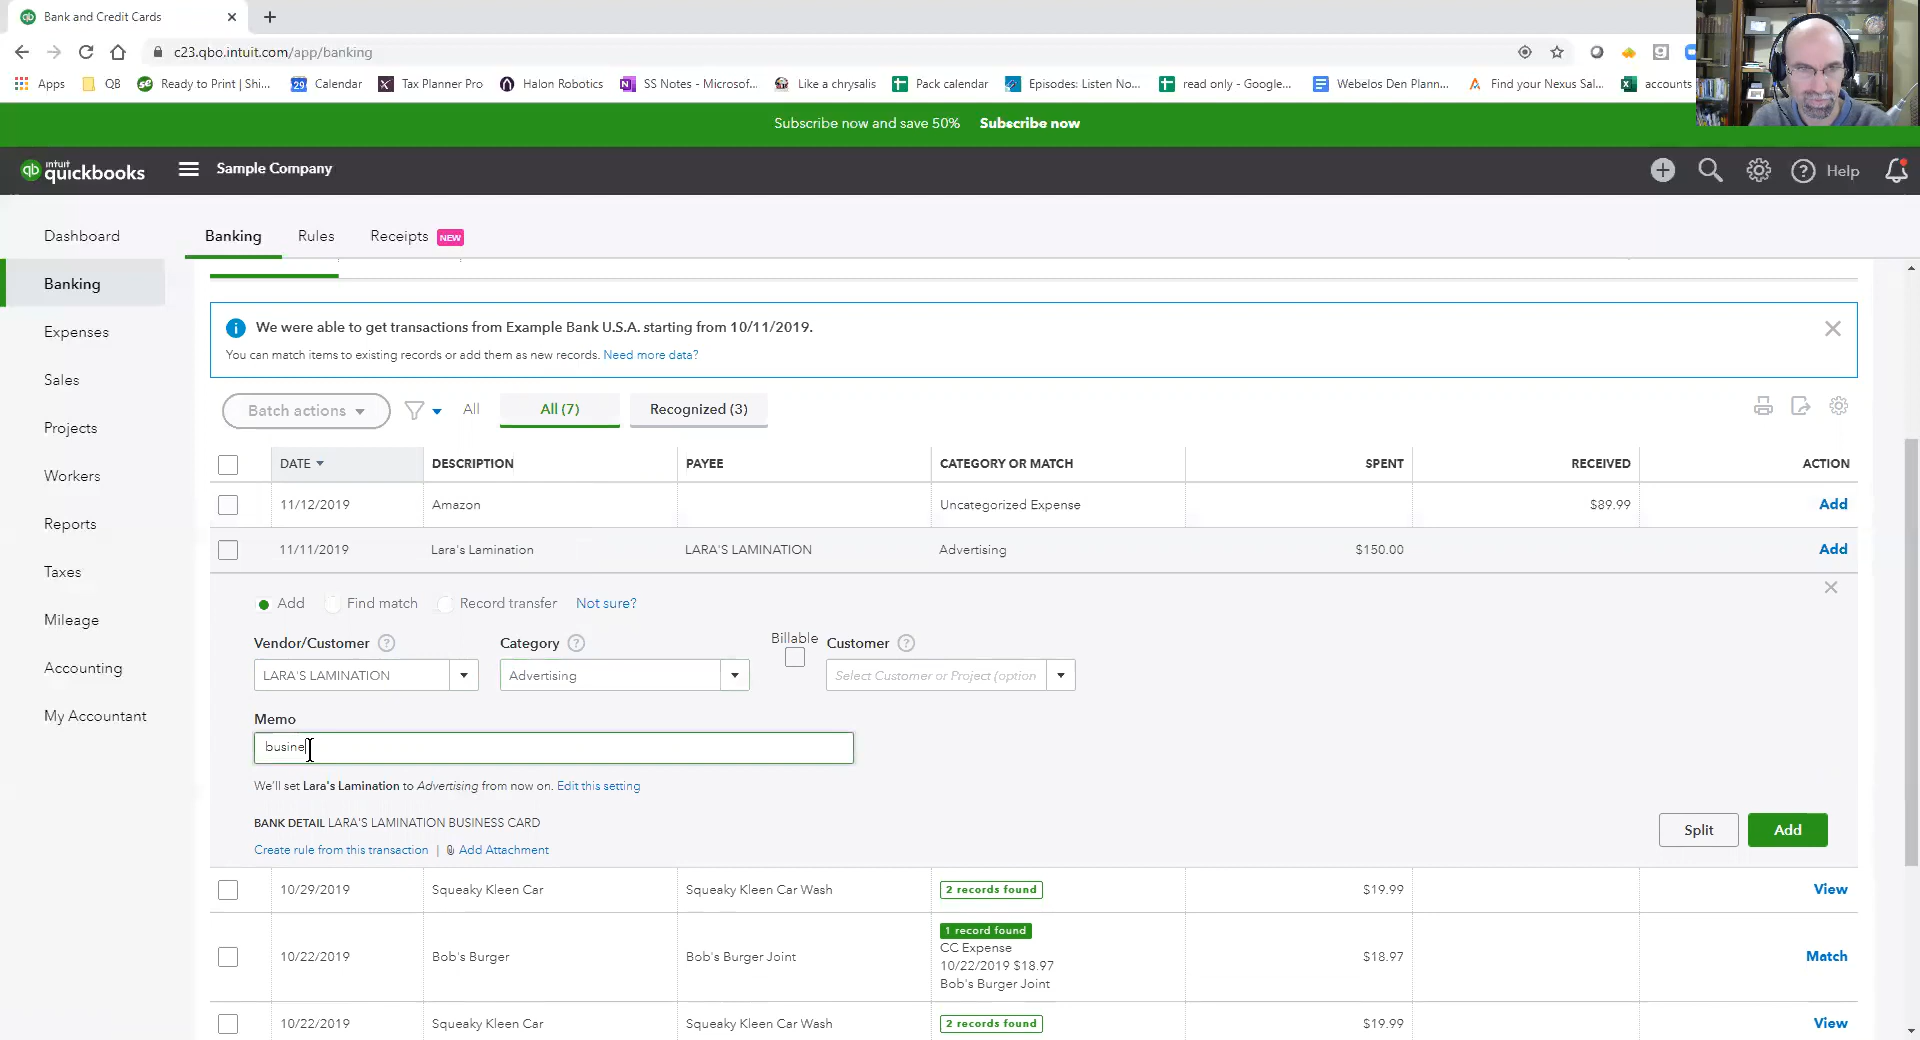 Bank and Credit Cards
c23.qbo.intuit.com/app/banking
Apps QB Ready to Print | Shi... Calendar Tax Planner Pro Halon Robotics SS Notes - Microsof... Like a chrysalis Pack calendar Episodes: Listen No... read only - Google... Webelos Den Plann... Find your Nexus Sal... accounts
Subscribe now and save 50% Subscribe now
intuit quickbooks Sample Company Help
Dashboard
Banking
Expenses
Sales
Projects
Workers
Reports
Taxes
Mileage
Accounting
My Accountant
Banking Rules Receipts NEW
We were able to get transactions from Example Bank U.S.A. starting from 10/11/2019.
You can match items to existing records or add them as new records. Need more data?
Batch actions All All (7) Recognized (3)
DATE DESCRIPTION PAYEE CATEGORY OR MATCH SPENT RECEIVED ACTION
11/12/2019 Amazon Uncategorized Expense $89.99 Add
11/11/2019 Lara's Lamination LARA'S LAMINATION Advertising $150.00 Add
Add Find match Record transfer Not sure?
Vendor/Customer Category Billable Customer
LARA'S LAMINATION Advertising Select Customer or Project (option
Memo
busine
We'll set Lara's Lamination to Advertising from now on. Edit this setting
BANK DETAIL LARA'S LAMINATION BUSINESS CARD
Create rule from this transaction | Add Attachment
Split Add
10/29/2019 Squeaky Kleen Car Squeaky Kleen Car Wash 2 records found $19.99 View
10/22/2019 Bob's Burger Bob's Burger Joint 1 record found CC Expense 10/22/2019 $18.97 Bob's Burger Joint $18.97 Match
10/22/2019 Squeaky Kleen Car Squeaky Kleen Car Wash 2 records found $19.99 View